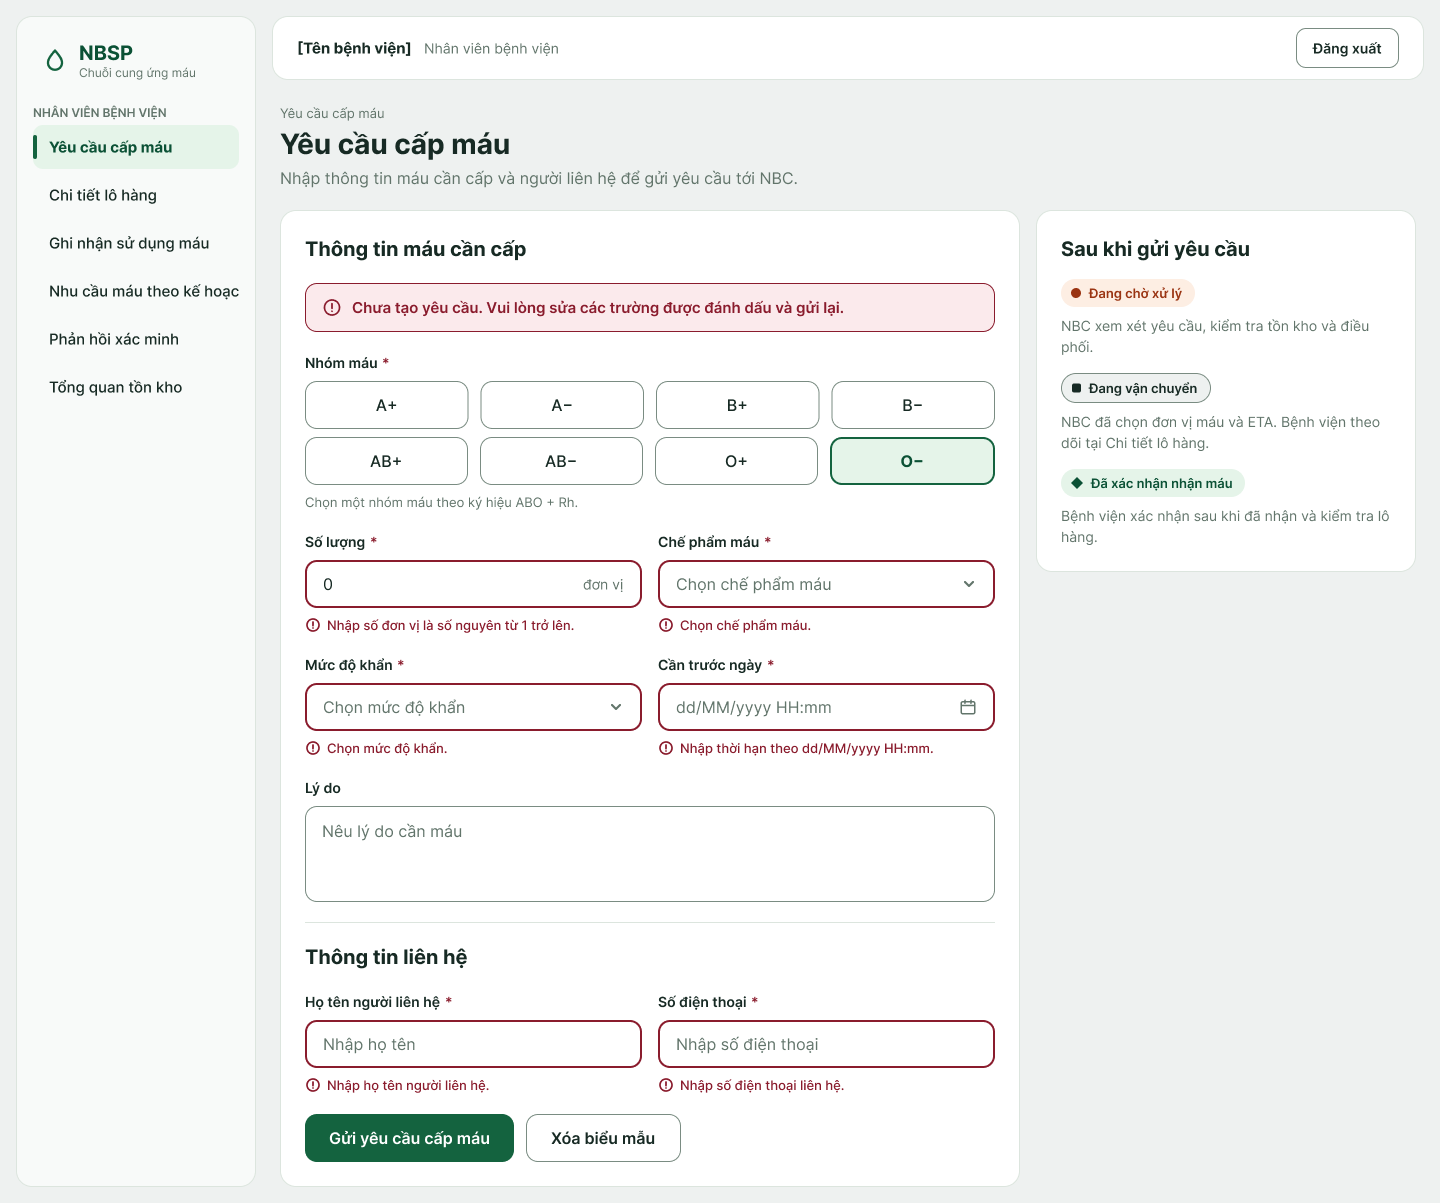 NBSP
Chuỗi cung ứng máu
NHÂN VIÊN BỆNH VIỆN
Yêu cầu cấp máu
Chi tiết lô hàng
Ghi nhận sử dụng máu
Nhu cầu máu theo kế hoạc
Phản hồi xác minh
Tổng quan tồn kho
[Tên bệnh viện] Nhân viên bệnh viện
Đăng xuất
Yêu cầu cấp máu
Yêu cầu cấp máu
Nhập thông tin máu cần cấp và người liên hệ để gửi yêu cầu tới NBC.
Thông tin máu cần cấp
Chưa tạo yêu cầu. Vui lòng sửa các trường được đánh dấu và gửi lại.
Nhóm máu *
A+ A− B+ B−
AB+ AB− O+ O−
Chọn một nhóm máu theo ký hiệu ABO + Rh.
Số lượng * Chế phẩm máu *
0 đơn vị Chọn chế phẩm máu
Nhập số đơn vị là số nguyên từ 1 trở lên. Chọn chế phẩm máu.
Mức độ khẩn * Cần trước ngày *
Chọn mức độ khẩn dd/MM/yyyy HH:mm
Chọn mức độ khẩn. Nhập thời hạn theo dd/MM/yyyy HH:mm.
Lý do
Nêu lý do cần máu
Thông tin liên hệ
Họ tên người liên hệ * Số điện thoại *
Nhập họ tên Nhập số điện thoại
Nhập họ tên người liên hệ. Nhập số điện thoại liên hệ.
Gửi yêu cầu cấp máu Xóa biểu mẫu
Sau khi gửi yêu cầu
Đang chờ xử lý
NBC xem xét yêu cầu, kiểm tra tồn kho và điều
phối.
Đang vận chuyển
NBC đã chọn đơn vị máu và ETA. Bệnh viện theo
dõi tại Chi tiết lô hàng.
Đã xác nhận nhận máu
Bệnh viện xác nhận sau khi đã nhận và kiểm tra lô
hàng.